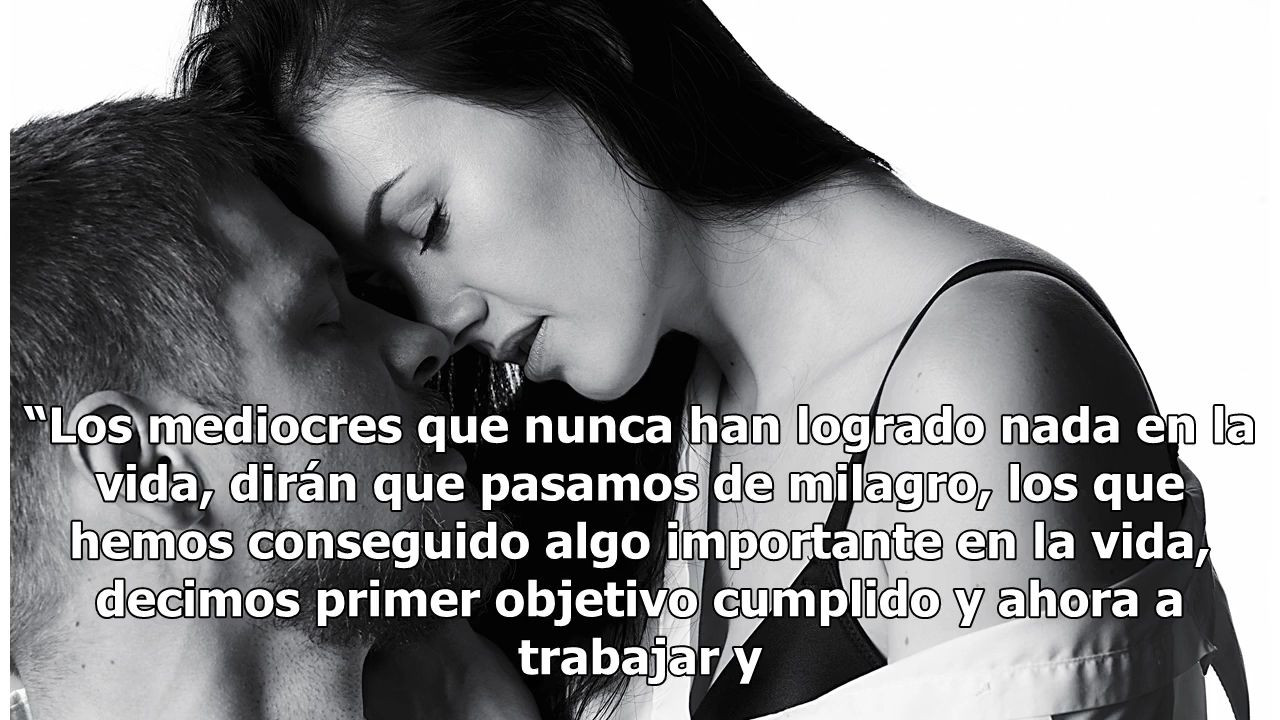 “Los mediocres que nunca han logrado nada en la
vida, dirán que pasamos de milagro, los que
hemos conseguido algo importante en la vida,
decimos primer objetivo cumplido y ahora a
trabajar y